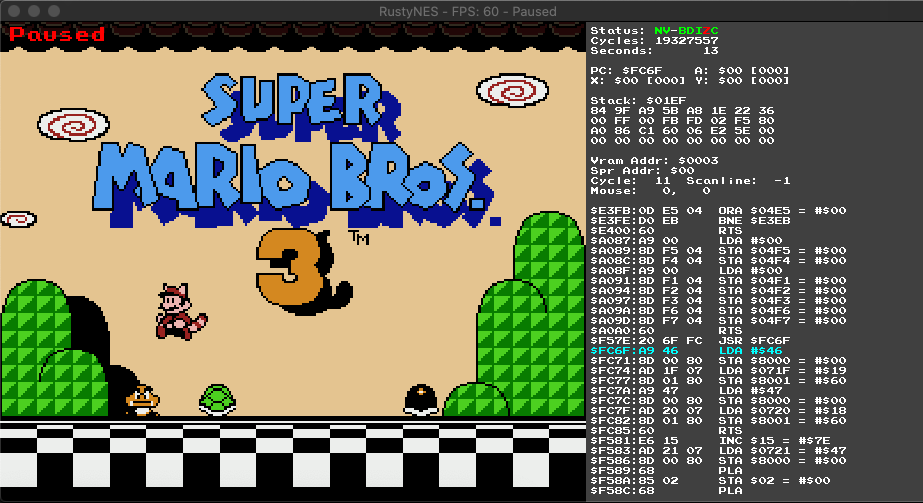 RustyNES - FPS: 60 - Paused
Paused
SUPER
MARIO BROS.
3 TM
Status: NV-BDI/C
Cycles: 19327557
Seconds: 13
PC: $FC6F A: $00 [000]
X: $00 [000] Y: $00 [000]
Stack: $01EF
84 9F A9 5B A8 1E 22 36
00 FF 00 FB FD 02 F5 80
A0 86 C1 60 06 E2 5E 00
00 00 00 00 00 00 00 00
Vram Addr: $0003
Spr Addr: $00
Cycle: 11 Scanline: -1
Mouse: 0, 0
$E3FB:0D E5 04 ORA $04E5 = #$00
$E3FE:D0 EB BNE $E3EB
$E400:60 RTS
$A087:A9 00 LDA #$00
$A089:8D F5 04 STA $04F5 = #$00
$A08C:8D F4 04 STA $04F4 = #$00
$A08F:A9 00 LDA #$00
$A091:8D F1 04 STA $04F1 = #$00
$A094:8D F2 04 STA $04F2 = #$00
$A097:8D F3 04 STA $04F3 = #$00
$A09A:8D F6 04 STA $04F6 = #$00
$A09D:8D F7 04 STA $04F7 = #$00
$A0A0:60 RTS
$F57E:20 6F FC JSR $FC6F
$FC6F:A9 46 LDA #$46
$FC71:8D 00 80 STA $8000 = #$00
$FC74:AD 1F 07 LDA $071F = #$19
$FC77:8D 01 80 STA $8001 = #$60
$FC7A:A9 47 LDA #$47
$FC7C:8D 00 80 STA $8000 = #$00
$FC7F:AD 20 07 LDA $0720 = #$18
$FC82:8D 01 80 STA $8001 = #$60
$FC85:60 RTS
$F581:E6 15 INC $15 = #$7E
$F583:AD 21 07 LDA $0721 = #$47
$F586:8D 00 80 STA $8000 = #$00
$F589:68 PLA
$F58A:85 02 STA $02 = #$00
$F58C:68 PLA